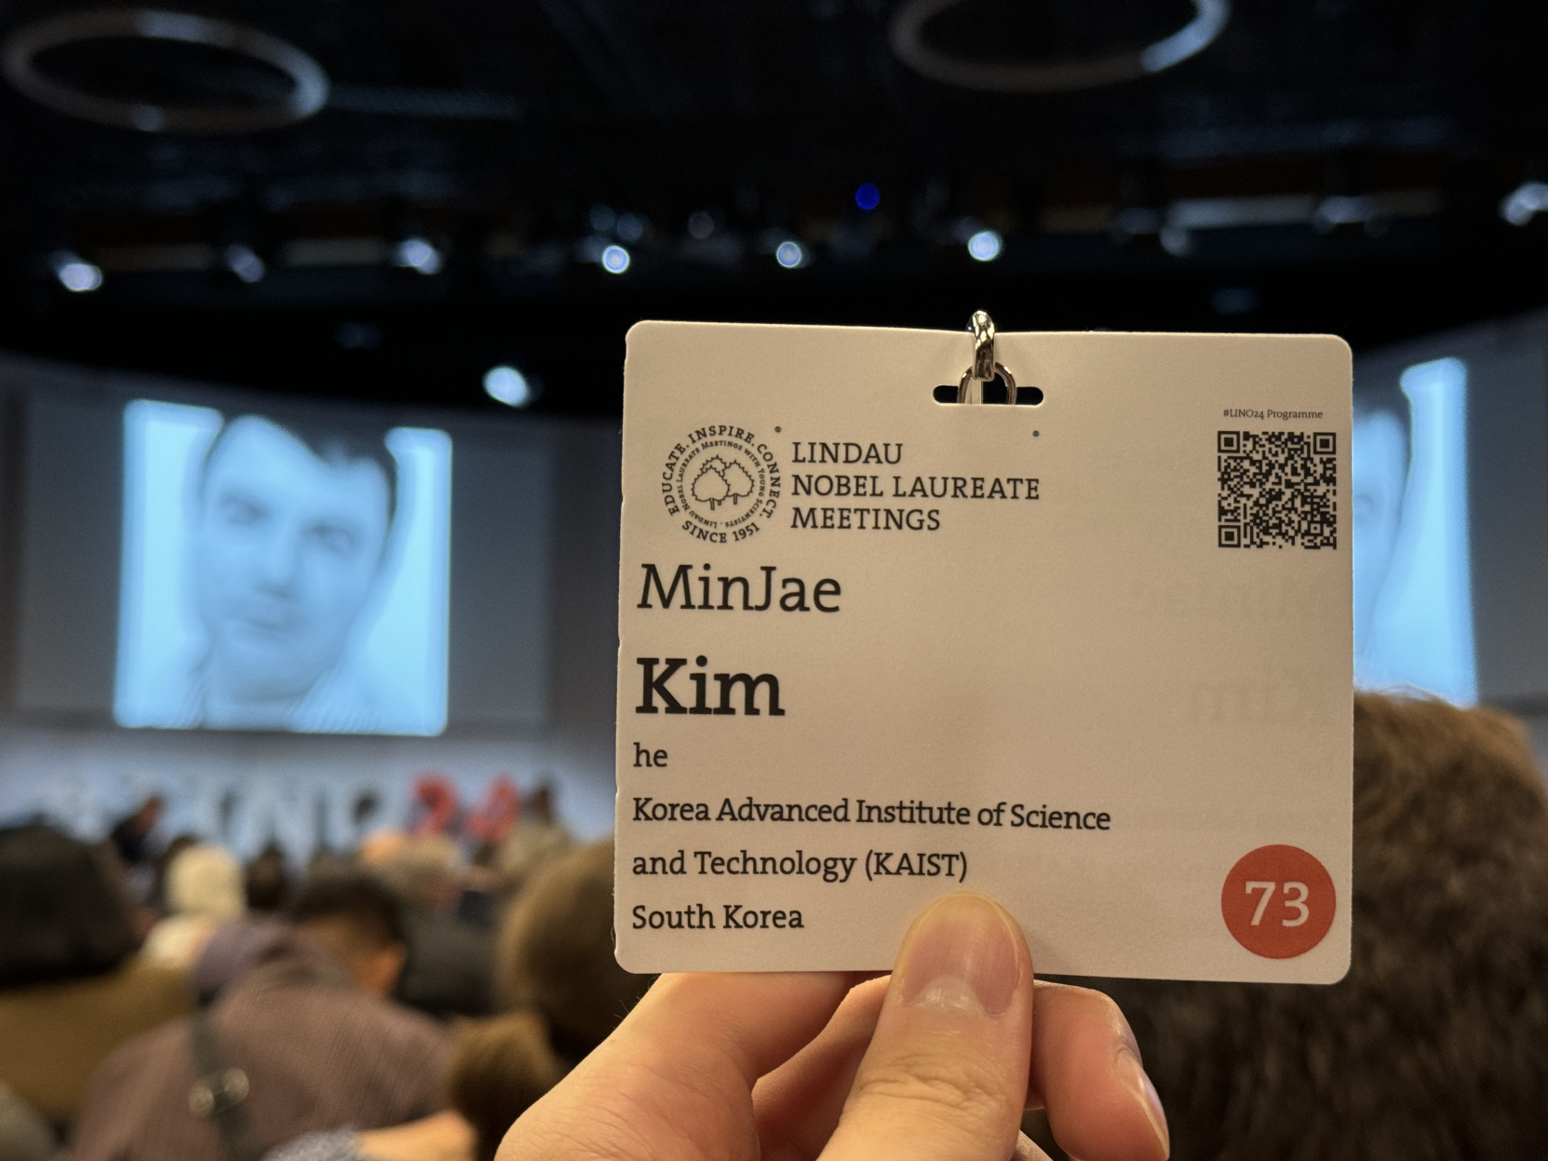 #LINO24 Programme
EDUCATE. INSPIRE. CONNECT.
LINDAU NOBEL LAUREATE MEETINGS WITH YOUNG SCIENTISTS
SINCE 1951
LINDAU
NOBEL LAUREATE
MEETINGS
MinJae
Kim
he
Korea Advanced Institute of Science
and Technology (KAIST)
South Korea
73